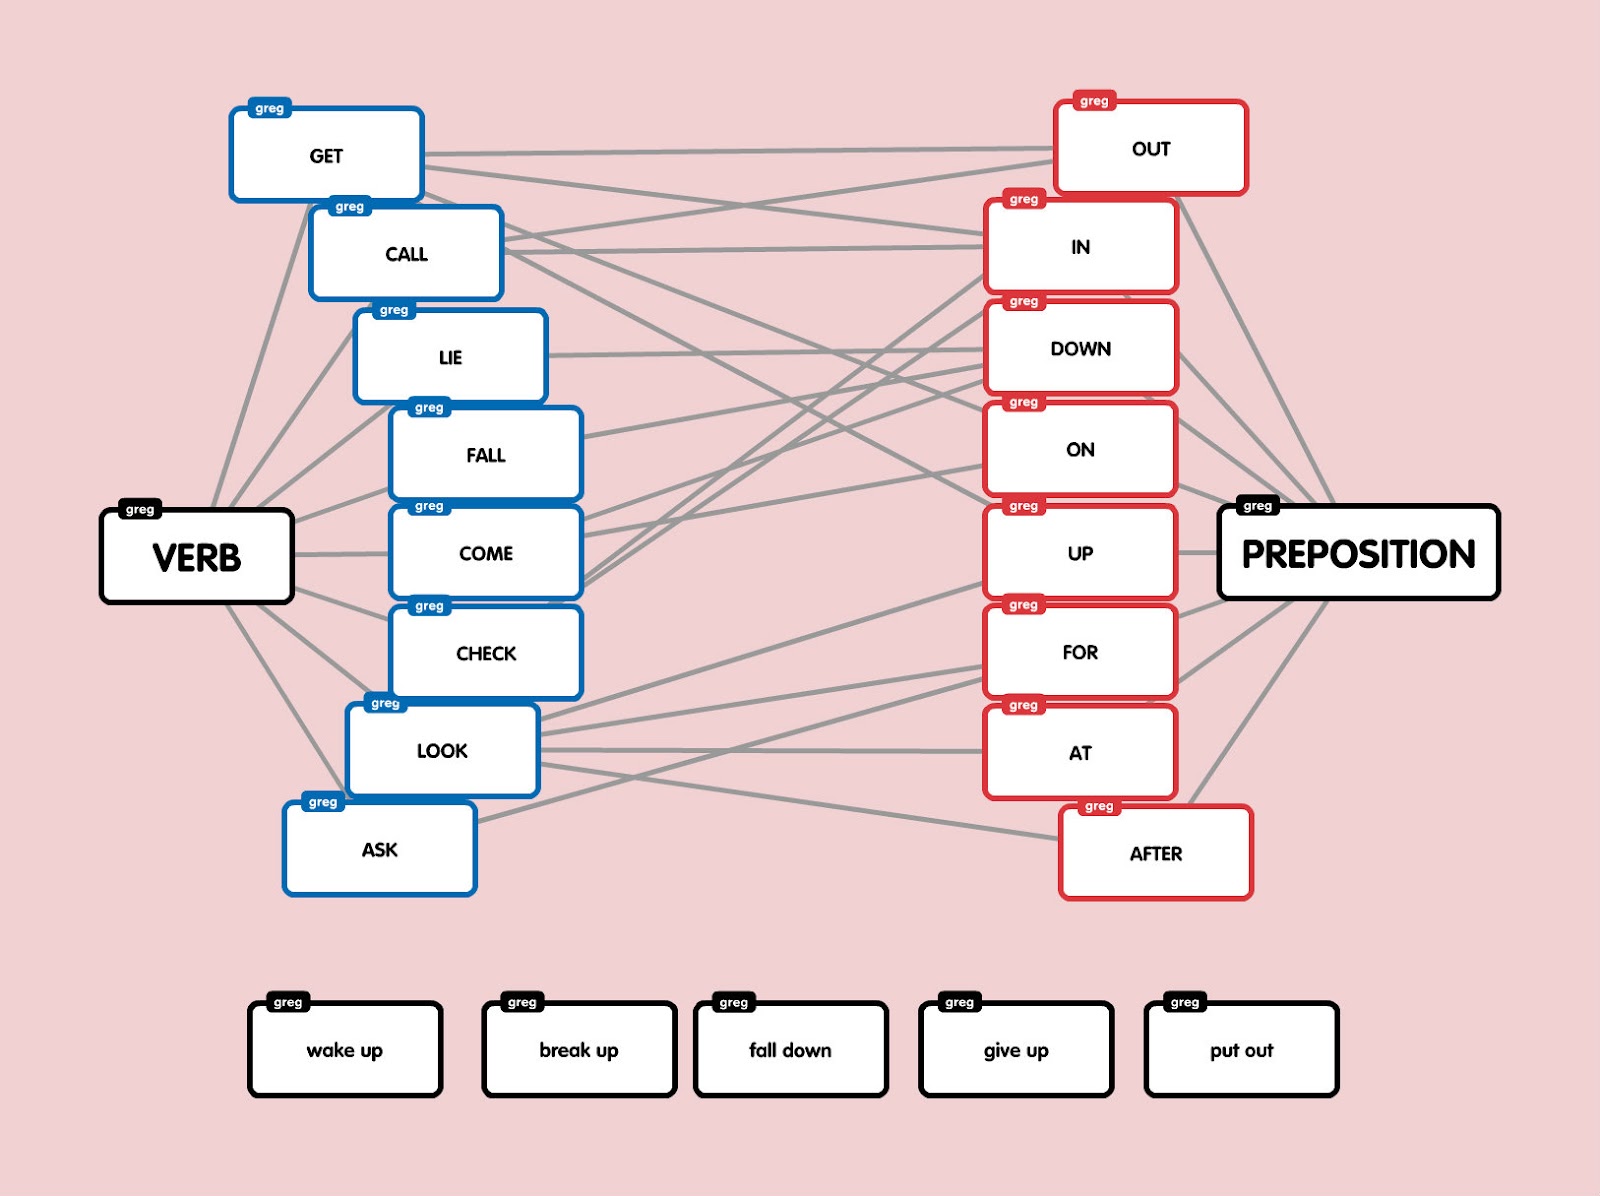 greg
GET
greg
CALL
greg
LIE
greg
FALL
greg
COME
greg
CHECK
greg
LOOK
greg
ASK
greg
VERB
greg
OUT
greg
IN
greg
DOWN
greg
ON
greg
UP
greg
FOR
greg
AT
greg
AFTER
greg
PREPOSITION
greg
wake up
greg
break up
greg
fall down
greg
give up
greg
put out